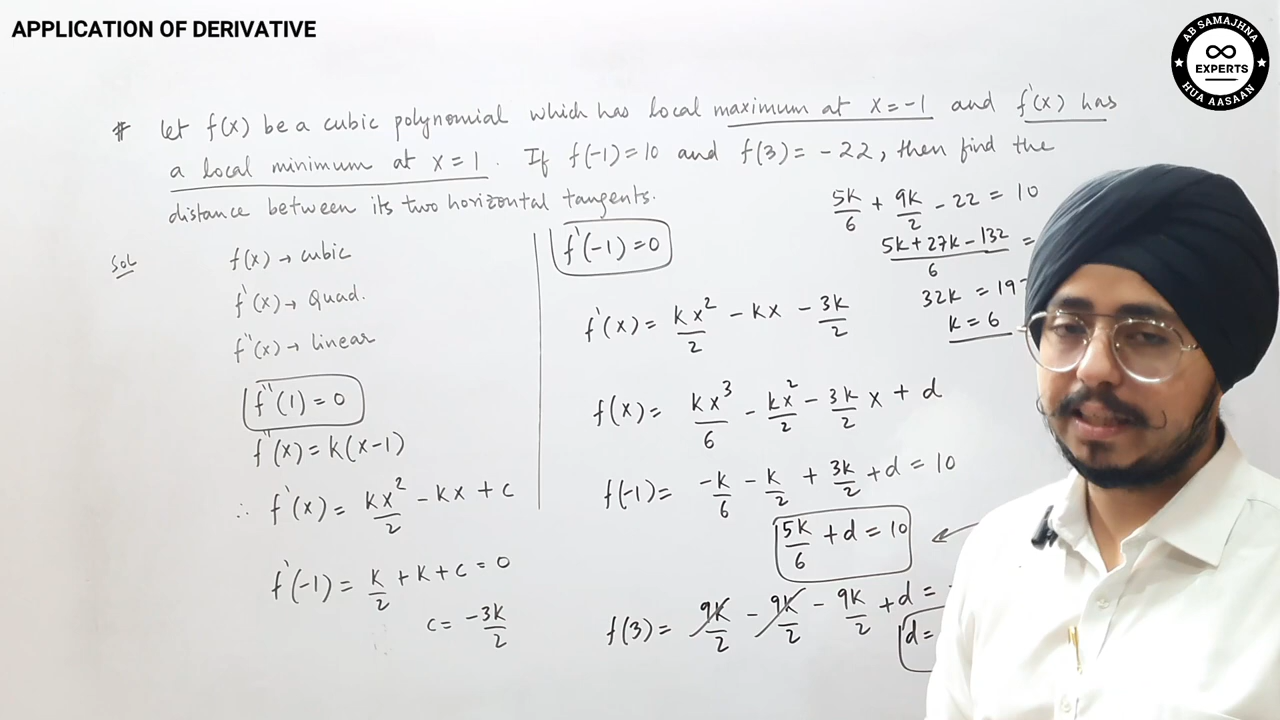 APPLICATION OF DERIVATIVE
AB SAMAJHNA
∞
EXPERTS
HUA AASAAN
# Let f(x) be a cubic polynomial which has local maximum at x=-1 and f'(x) has
a local minimum at x=1. If f(-1)=10 and f(3)=-22, then find the
distance between its two horizontal tangents.
Sol
f(x) → cubic
f'(x) → Quad.
f''(x) → linear
f''(1)=0
f''(x)=k(x-1)
∴ f'(x)= kx²/2 - kx + c
f'(-1)= k/2 + k + c = 0
c= -3k/2
f'(-1)=0
f'(x)= kx²/2 - kx - 3k/2
f(x)= kx³/6 - kx²/2 - 3k/2 x + d
f(-1)= -k/6 - k/2 + 3k/2 + d = 10
5k/6 + d = 10
f(3)= 9k/2 - 9k/2 - 9k/2 + d =
d=
5k/6 + 9k/2 - 22 = 10
5k+27k-132/6 =
32k = 19
k=6